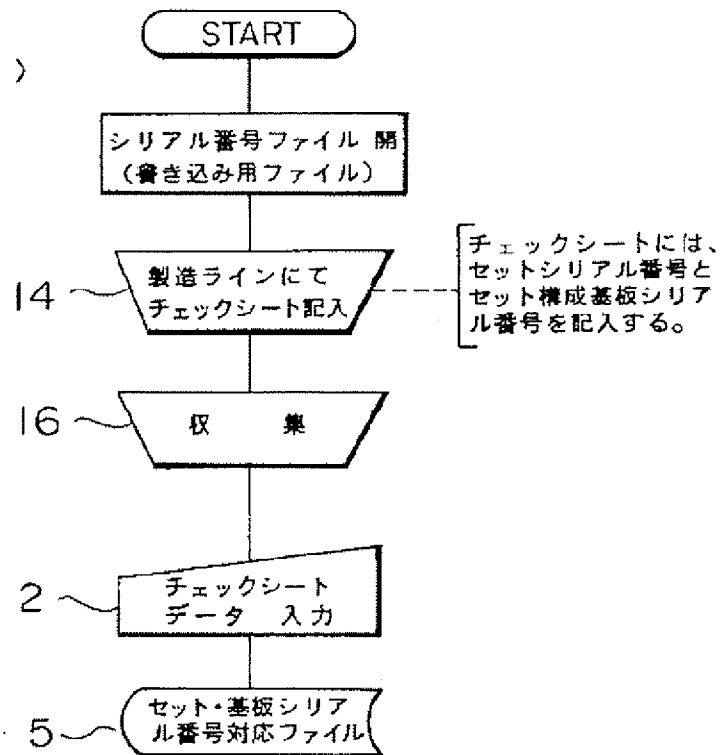 START
)
シリアル番号ファイル 開
(書き込み用ファイル)
14
製造ラインにて
チェックシート記入
チェックシートには、
セットシリアル番号と
セット構成基板シリア
ル番号を記入する。
16
収 集
2
チェックシート
データ 入力
5
セット・基板シリア
ル番号対応ファイル